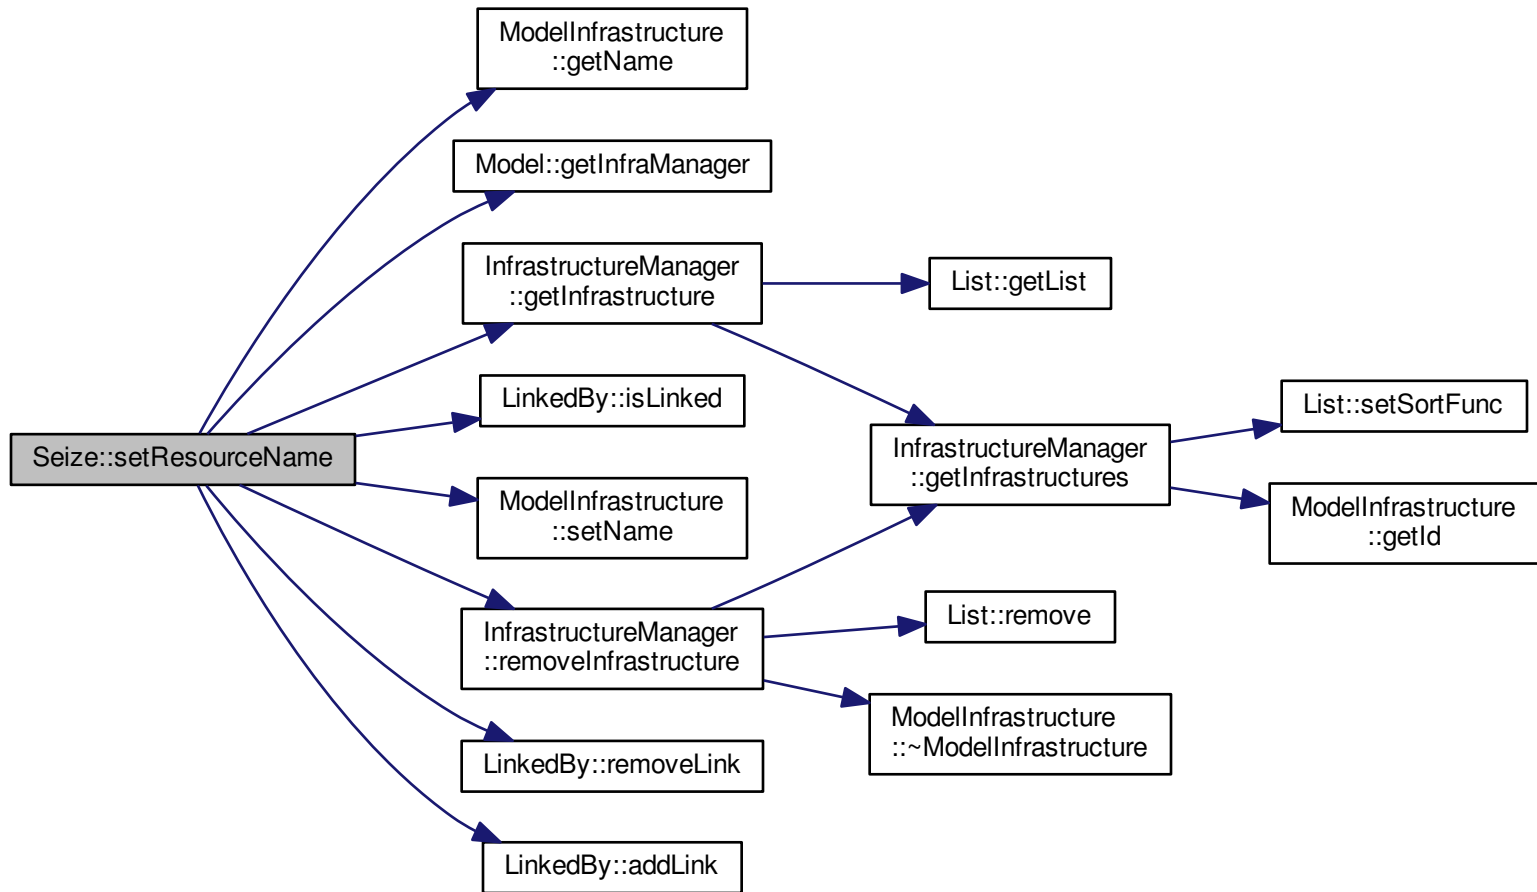 ModelInfrastructure
::getName
Model::getInfraManager
InfrastructureManager
::getInfrastructure
List::getList
LinkedBy::isLinked
List::setSortFunc
Seize::setResourceName
InfrastructureManager
::getInfrastructures
ModelInfrastructure
::setName
ModelInfrastructure
::getId
InfrastructureManager
::removeInfrastructure
List::remove
ModelInfrastructure
::~ModelInfrastructure
LinkedBy::removeLink
LinkedBy::addLink